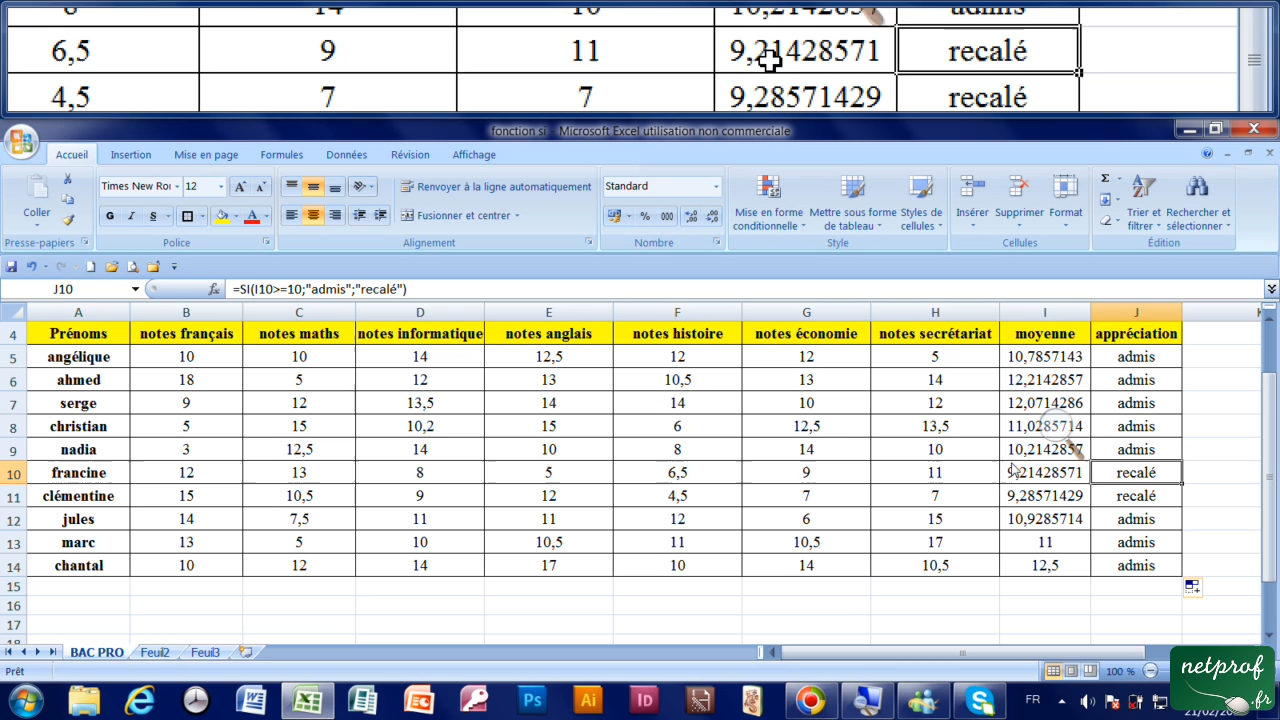 admis
6,5 9 11 9,21428571 recalé
4,5 7 7 9,28571429 recalé
fonction si - Microsoft Excel utilisation non commerciale
Accueil Insertion Mise en page Formules Données Révision Affichage
Coller
Times New Roi 12
G I S
A
Renvoyer à la ligne automatiquement
Fusionner et centrer
Standard
% 000
Mise en forme conditionnelle
Mettre sous forme de tableau
Styles de cellules
Insérer Supprimer Format
Σ
Trier et filtrer
Rechercher et sélectionner
Presse-papiers Police Alignement Nombre Style Cellules Édition
J10 fx =SI(I10>=10;"admis";"recalé")
A B C D E F G H I J K
4 Prénoms notes français notes maths notes informatique notes anglais notes histoire notes économie notes secrétariat moyenne appréciation
5 angélique 10 10 14 12,5 12 12 5 10,7857143 admis
6 ahmed 18 5 12 13 10,5 13 14 12,2142857 admis
7 serge 9 12 13,5 14 14 10 12 12,0714286 admis
8 christian 5 15 10,2 15 6 12,5 13,5 11,0285714 admis
9 nadia 3 12,5 14 10 8 14 10 10,2142857 admis
10 francine 12 13 8 5 6,5 9 11 9,21428571 recalé
11 clémentine 15 10,5 9 12 4,5 7 7 9,28571429 recalé
12 jules 14 7,5 11 11 12 6 15 10,9285714 admis
13 marc 13 5 10 10,5 11 10,5 17 11 admis
14 chantal 10 12 14 17 10 14 10,5 12,5 admis
15
16
17
18
BAC PRO Feuil2 Feuil3
Prêt 100 %
Ps Ai Id FR
netprof.fr